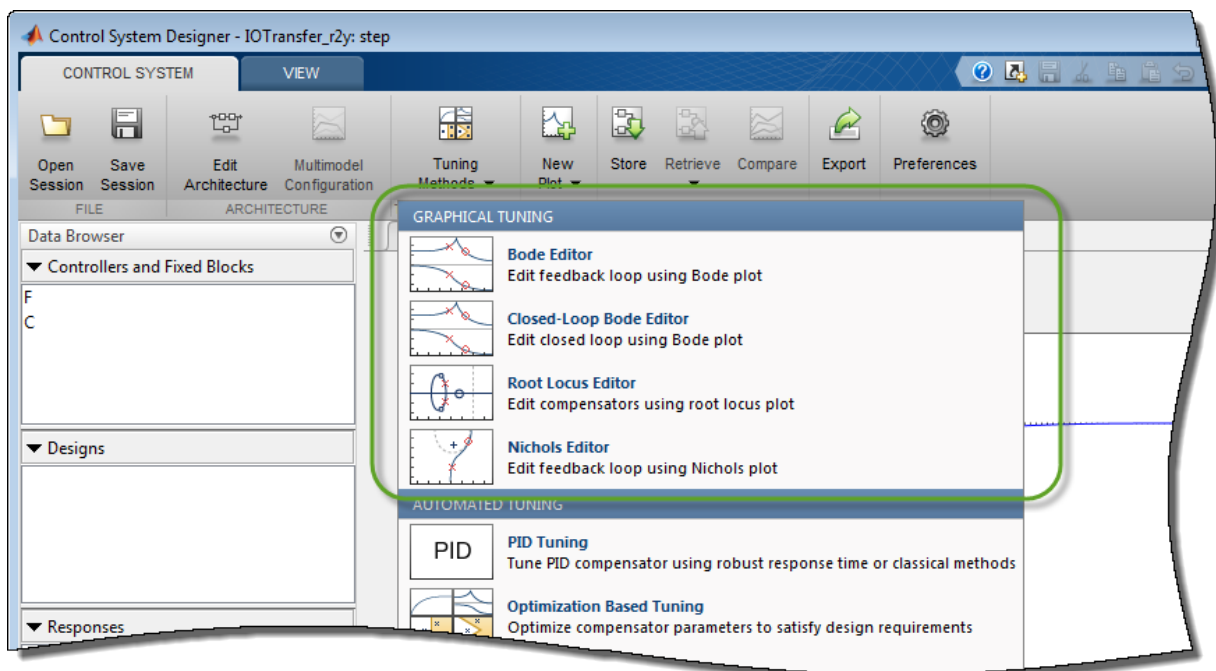 Control System Designer - IOTransfer_r2y: step
CONTROL SYSTEM
VIEW
Open Session
Save Session
Edit Architecture
Multimodel Configuration
Tuning Methods
New Plot
Store
Retrieve
Compare
Export
Preferences
FILE
ARCHITECTURE
Data Browser
Controllers and Fixed Blocks
F
C
Designs
Responses
GRAPHICAL TUNING
Bode Editor
Edit feedback loop using Bode plot
Closed-Loop Bode Editor
Edit closed loop using Bode plot
Root Locus Editor
Edit compensators using root locus plot
Nichols Editor
Edit feedback loop using Nichols plot
AUTOMATED TUNING
PID
PID Tuning
Tune PID compensator using robust response time or classical methods
Optimization Based Tuning
Optimize compensator parameters to satisfy design requirements